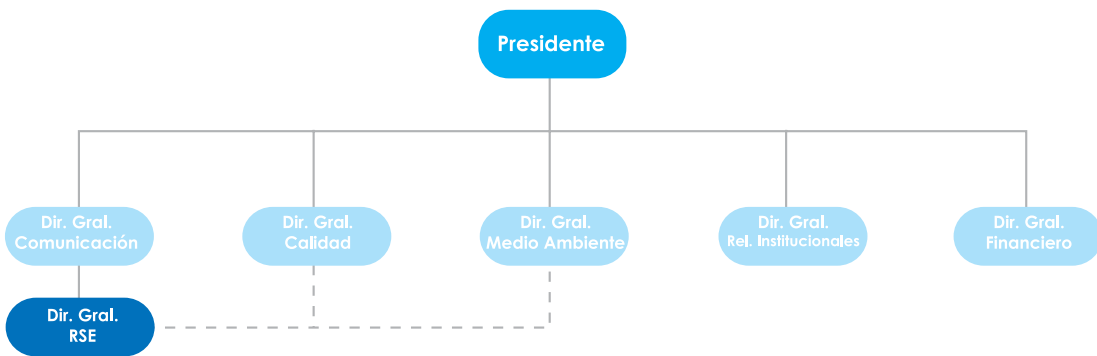 Presidente
Dir. Gral.
Comunicación
Dir. Gral.
Calidad
Dir. Gral.
Medio Ambiente
Dir. Gral.
Rel. Institucionales
Dir. Gral.
Financiero
Dir. Gral.
RSE